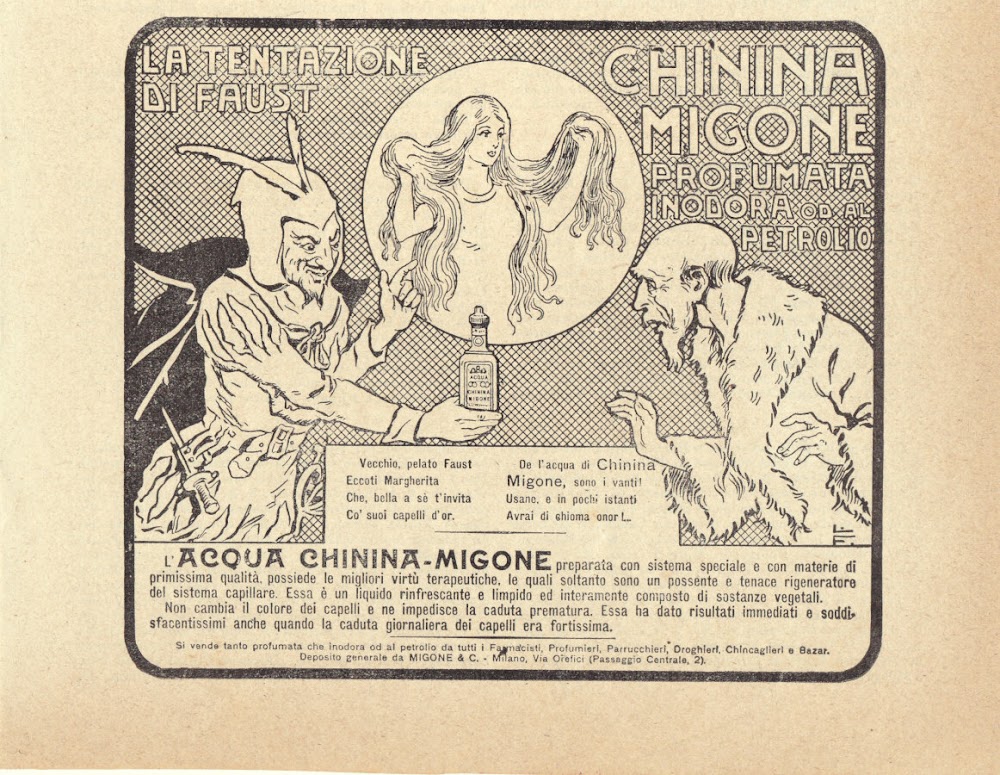 LA TENTAZIONE
DI FAUST
CHININA
MIGONE
PROFUMATA
INODORA OD AL
PETROLIO
ACQUA
CHININA
MIGONE
Vecchio, pelato Faust
Eccoti Margherita
Che, bella a sè t'invita
Co' suoi capelli d'or.
De l'acqua di Chinina
Migone, sono i vanti!
Usane, e in pochi istanti
Avrai di chioma onor!...
L'ACQUA CHININA-MIGONE preparata con sistema speciale e con materie di
primissima qualità, possiede le migliori virtù terapeutiche, le quali soltanto sono un possente e tenace rigeneratore
del sistema capillare. Essa è un liquido rinfrescante e limpido ed interamente composto di sostanze vegetali.
Non cambia il colore dei capelli e ne impedisce la caduta prematura. Essa ha dato risultati immediati e soddi-
sfacentissimi anche quando la caduta giornaliera dei capelli era fortissima.
Si vende tanto profumata che inodora od al petrolio da tutti i Farmacisti, Profumieri, Parrucchieri, Droghieri, Chincaglieri e Bazar.
Deposito generale da MIGONE & C. - Milano, Via Orefici (Passaggio Centrale, 2).